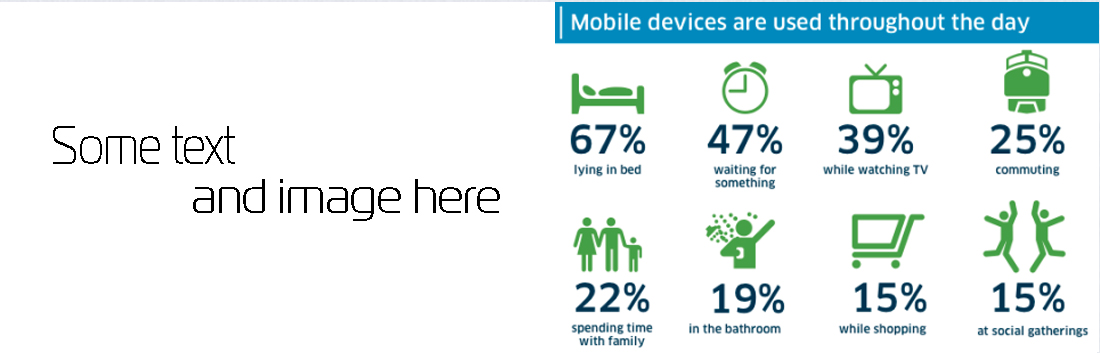 Some text
and image here
Mobile devices are used throughout the day
67%
lying in bed
47%
waiting for
something
39%
while watching TV
25%
commuting
22%
spending time
with family
19%
in the bathroom
15%
while shopping
15%
at social gatherings